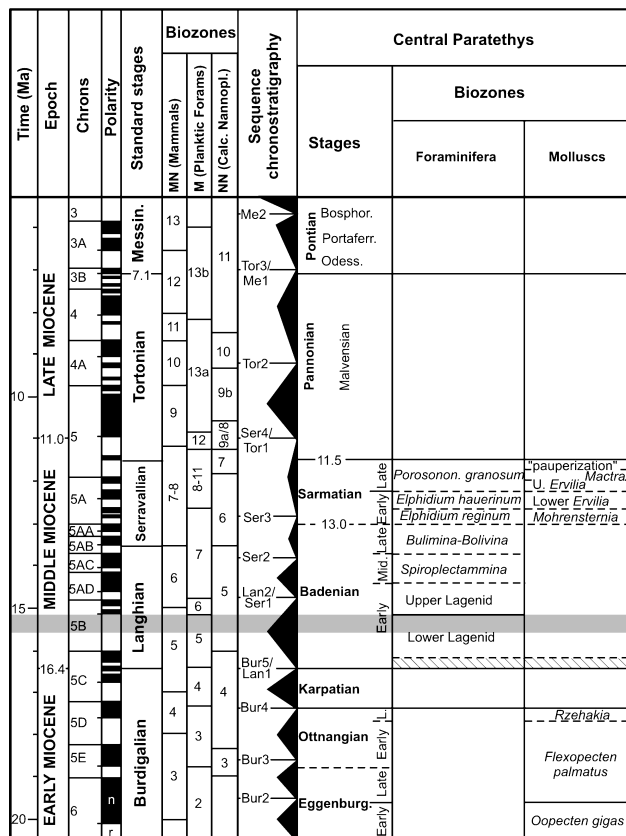 Time (Ma)
Epoch
Chrons
Polarity
Standard stages
Biozones
MN (Mammals)
M (Planktic Forams)
NN (Calc. Nannopl.)
Sequence
chronostratigraphy
Central Paratethys
Stages
Biozones
Foraminifera
Molluscs
10
15
20
LATE MIOCENE
11.0
MIDDLE MIOCENE
16.4
EARLY MIOCENE
3
3A
3B
4
4A
5
5A
5AA
5AB
5AC
5AD
5B
5C
5D
5E
6
n
r
Messin.
7.1
Tortonian
Serravallian
Langhian
Burdigalian
13
12
11
10
9
7-8
6
5
4
3
13b
13a
12
8-11
7
6
5
4
3
2
11
10
9b
9a/8
7
6
5
4
3
Me2
Tor3/
Me1
Tor2
Ser4/
Tor1
Ser3
Ser2
Lan2/
Ser1
Bur5/
Lan1
Bur4
Bur3
Bur2
Pontian
Bosphor.
Portaferr.
Odess.
Pannonian
Malvensian
11.5
Sarmatian
Late
Early
13.0
Badenian
Late
Mid.
Early
Karpatian
Ottnangian
L.
Early
Eggenburg.
Late
Early
Porosonon. granosum
Elphidium hauerinum
Elphidium reginum
Bulimina-Bolivina
Spiroplectammina
Upper Lagenid
Lower Lagenid
"pauperization"
Mactra
U. Ervilia
Lower Ervilia
Mohrensternia
Rzehakia
Flexopecten
palmatus
Oopecten gigas